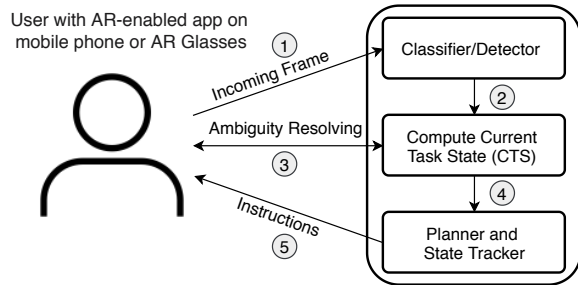 User with AR-enabled app on
mobile phone or AR Glasses
1
Incoming Frame
Classifier/Detector
2
Ambiguity Resolving
3
Compute Current
Task State (CTS)
4
Instructions
5
Planner and
State Tracker